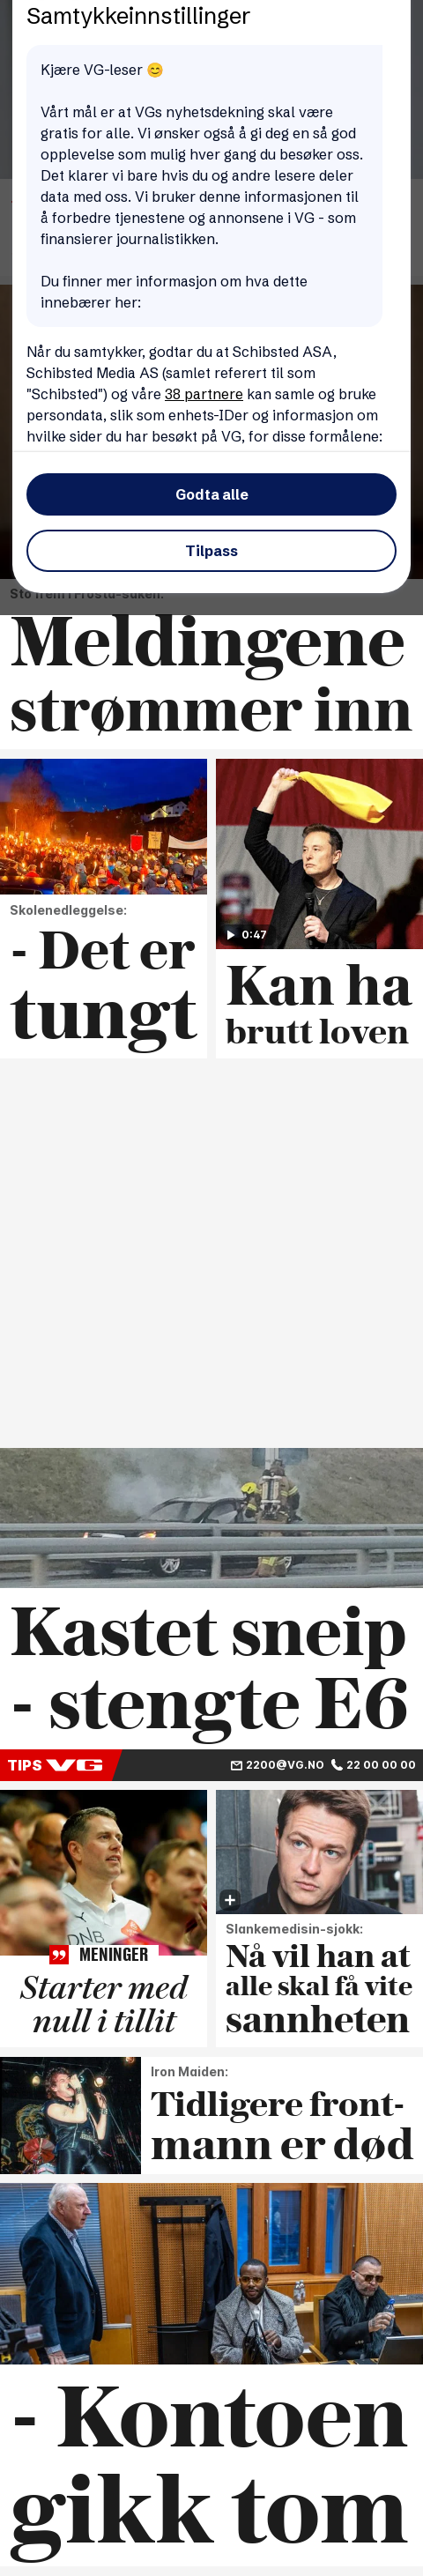 Samtykkeinnstillinger
Kjære VG-leser 😊
Vårt mål er at VGs nyhetsdekning skal være
gratis for alle. Vi ønsker også å gi deg en så god
opplevelse som mulig hver gang du besøker oss.
Det klarer vi bare hvis du og andre lesere deler
data med oss. Vi bruker denne informasjonen til
å forbedre tjenestene og annonsene i VG - som
finansierer journalistikken.
Du finner mer informasjon om hva dette
innebærer her:
Når du samtykker, godtar du at Schibsted ASA,
Schibsted Media AS (samlet referert til som
"Schibsted") og våre 38 partnere kan samle og bruke
persondata, slik som enhets-IDer og informasjon om
hvilke sider du har besøkt på VG, for disse formålene:
Godta alle
Tilpass
Sto frem i Frosta-saken:
Meldingene
strømmer inn
Skolenedleggelse:
- Det er
tungt
0:47
Kan ha
brutt loven
Kastet sneip
- stengte E6
TIPS VG 2200@VG.NO 22 00 00 00
DNB
MENINGER
Starter med
null i tillit
Slankemedisin-sjokk:
Nå vil han at
alle skal få vite
sannheten
Iron Maiden:
Tidligere front-
mann er død
- Kontoen
gikk tom